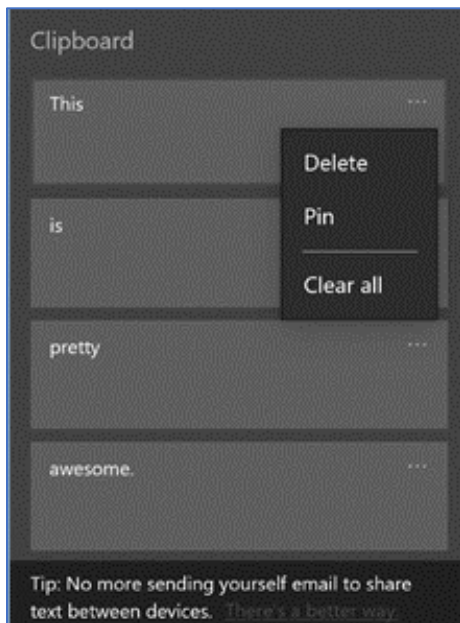 Clipboard
This
Delete
Pin
is
Clear all
pretty
awesome.
Tip: No more sending yourself email to share
text between devices. There's a better way.